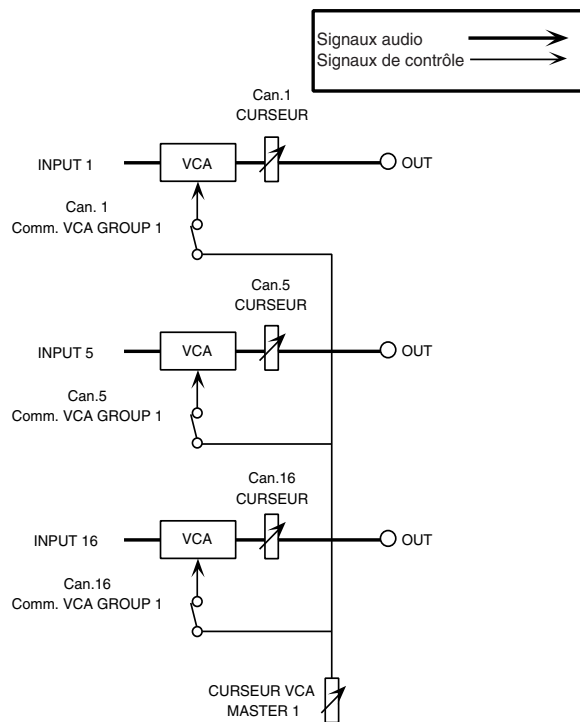 Signaux audio
Signaux de contrôle
Can.1
CURSEUR
INPUT 1
VCA
OUT
Can. 1
Comm. VCA GROUP 1
Can.5
CURSEUR
INPUT 5
VCA
OUT
Can.5
Comm. VCA GROUP 1
Can.16
CURSEUR
INPUT 16
VCA
OUT
Can.16
Comm. VCA GROUP 1
CURSEUR VCA
MASTER 1